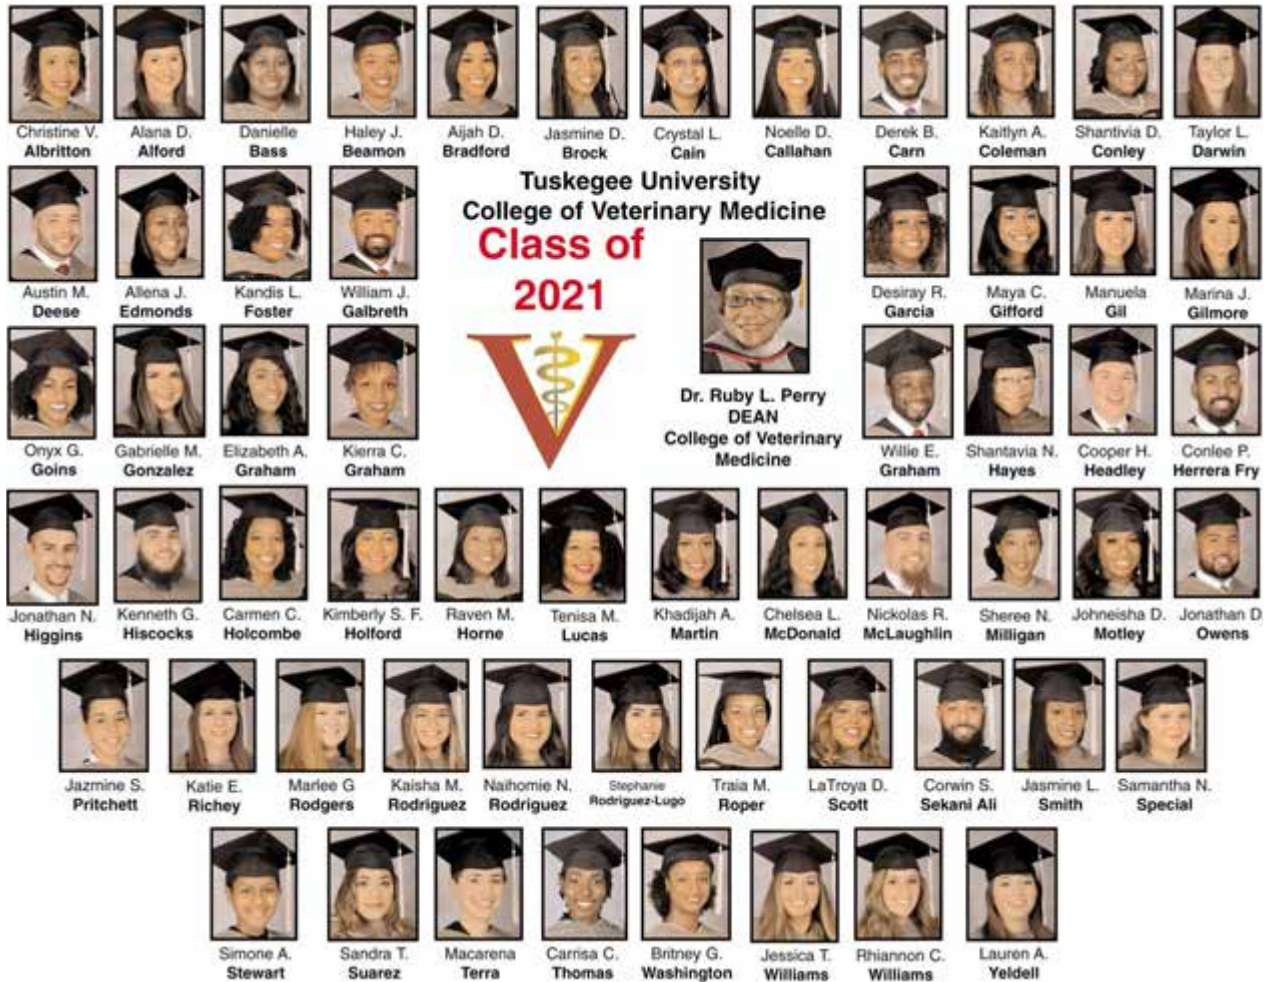 Christine V. Alana D. Danielle Haley J. Aijah D. Jasmine D. Crystal L. Noelle D. Derek B. Kaitlyn A. Shantivia D. Taylor L.
Albritton Alford Bass Beamon Bradford Brock Cain Callahan Carn Coleman Conley Darwin
Tuskegee University
College of Veterinary Medicine
Class of
2021
Austin M. Allena J. Kandis L. William J. Desiray R. Maya C. Manuela Marina J.
Deese Edmonds Foster Galbreth Garcia Gifford Gil Gilmore
Dr. Ruby L. Perry
DEAN
College of Veterinary
Medicine
Onyx G. Gabrielle M. Elizabeth A. Kierra C. Willie E. Shantavia N. Cooper H. Conlee P.
Goins Gonzalez Graham Graham Graham Hayes Headley Herrera Fry
Jonathan N. Kenneth G. Carmen C. Kimberly S. F. Raven M. Tenisa M. Khadijah A. Chelsea L. Nickolas R. Sheree N. Johneisha D. Jonathan D.
Higgins Hiscocks Holcombe Holford Horne Lucas Martin McDonald McLaughlin Milligan Motley Owens
Jazmine S. Katie E. Marlee G Kaisha M. Naihomie N. Stephanie Traia M. LaTroya D. Corwin S. Jasmine L. Samantha N.
Pritchett Richey Rodgers Rodriguez Rodriguez Rodriguez-Lugo Roper Scott Sekani Ali Smith Special
Simone A. Sandra T. Macarena Carrisa C. Britney G. Jessica T. Rhiannon C. Lauren A.
Stewart Suarez Terra Thomas Washington Williams Williams Yeldell